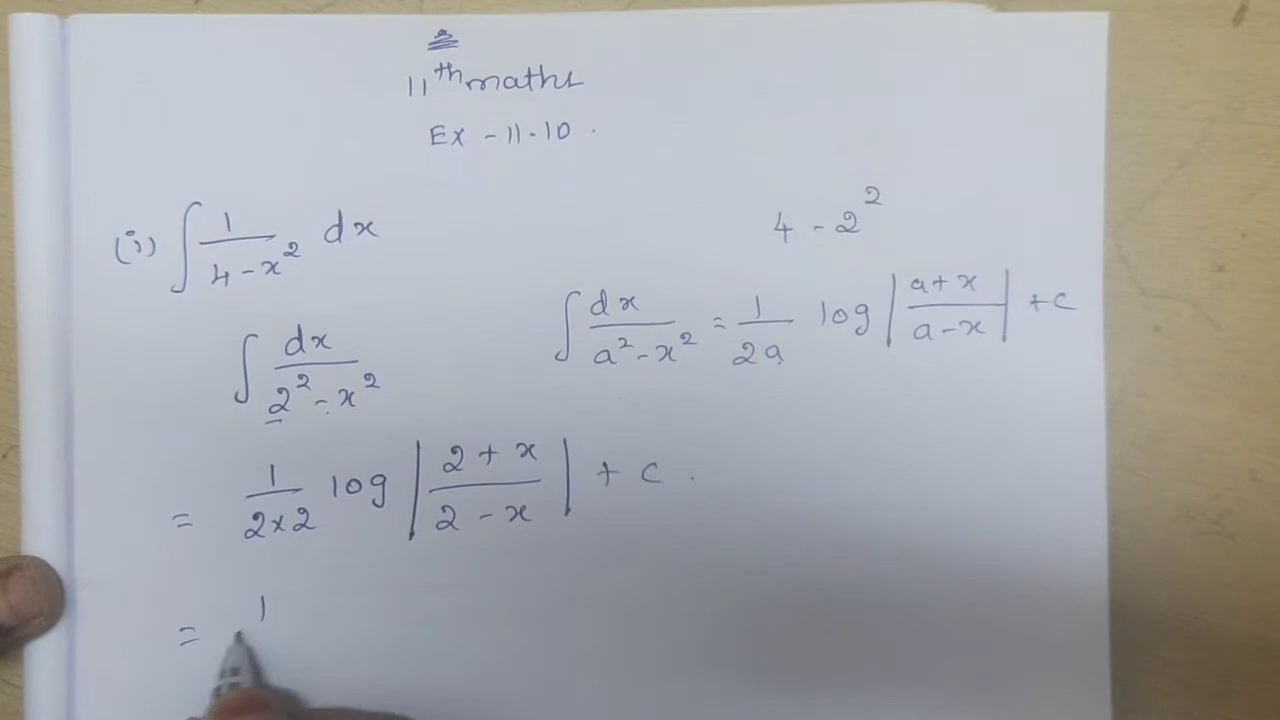 11th maths
Ex - 11.10.
(i) ∫ 1/(4 - x²) dx
4 - 2²
∫ dx/(2² - x²)
∫ dx/(a² - x²) = 1/2a log |(a + x)/(a - x)| + c
= 1/(2×2) log |(2 + x)/(2 - x)| + c.
= 1